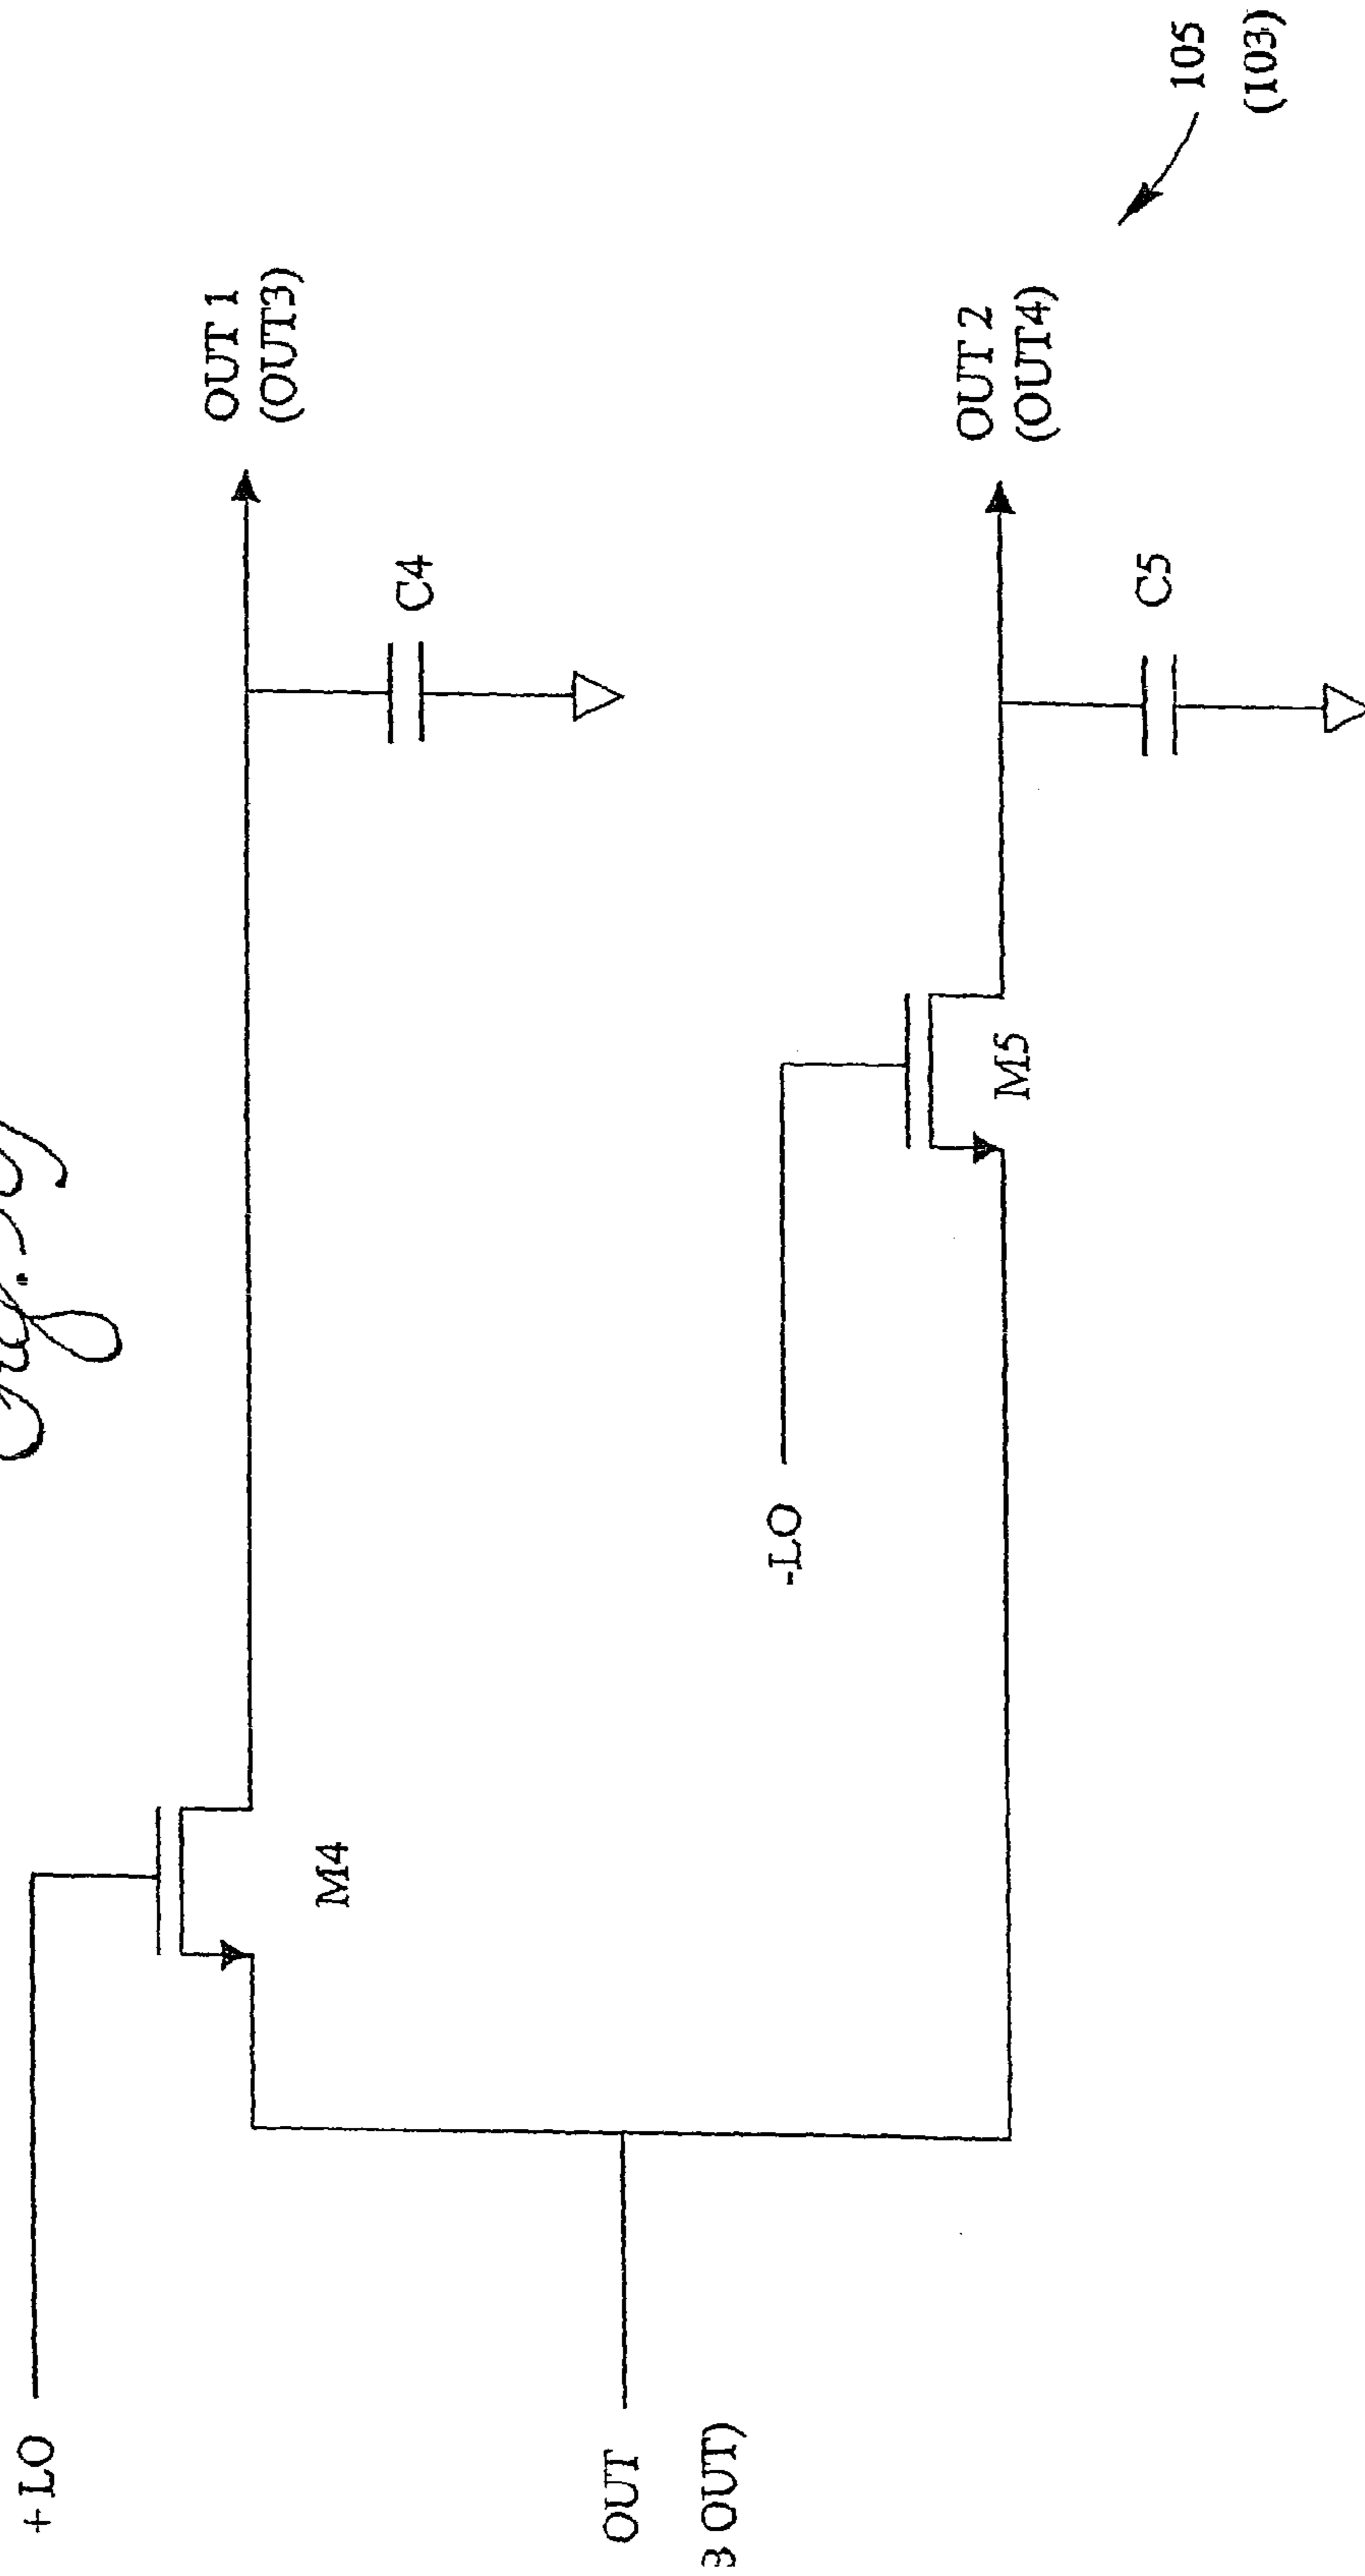 + LO
M4
OUT 1
(OUT3)
C4
OUT
3 OUT)
-LO
M5
OUT 2
(OUT4)
C5
105
(103)